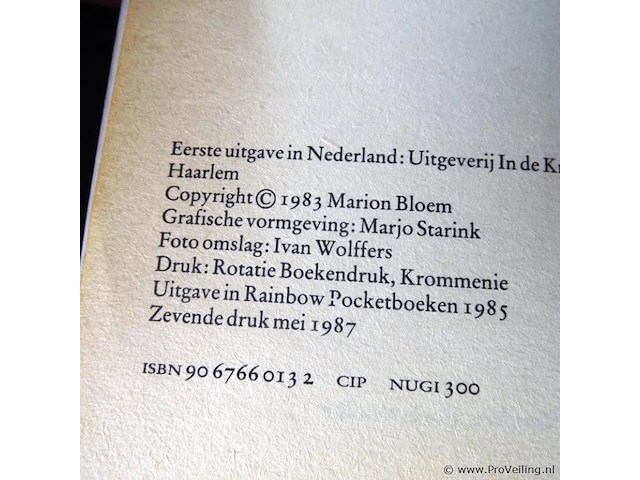 Eerste uitgave in Nederland: Uitgeverij In de
Haarlem
Copyright © 1983 Marion Bloem
Grafische vormgeving: Marjo Starink
Foto omslag: Ivan Wolffers
Druk: Rotatie Boekendruk, Krommenie
Uitgave in Rainbow Pocketboeken 1985
Zevende druk mei 1987
ISBN 90 6766 013 2 CIP NUGI 300
© www.ProVeiling.nl